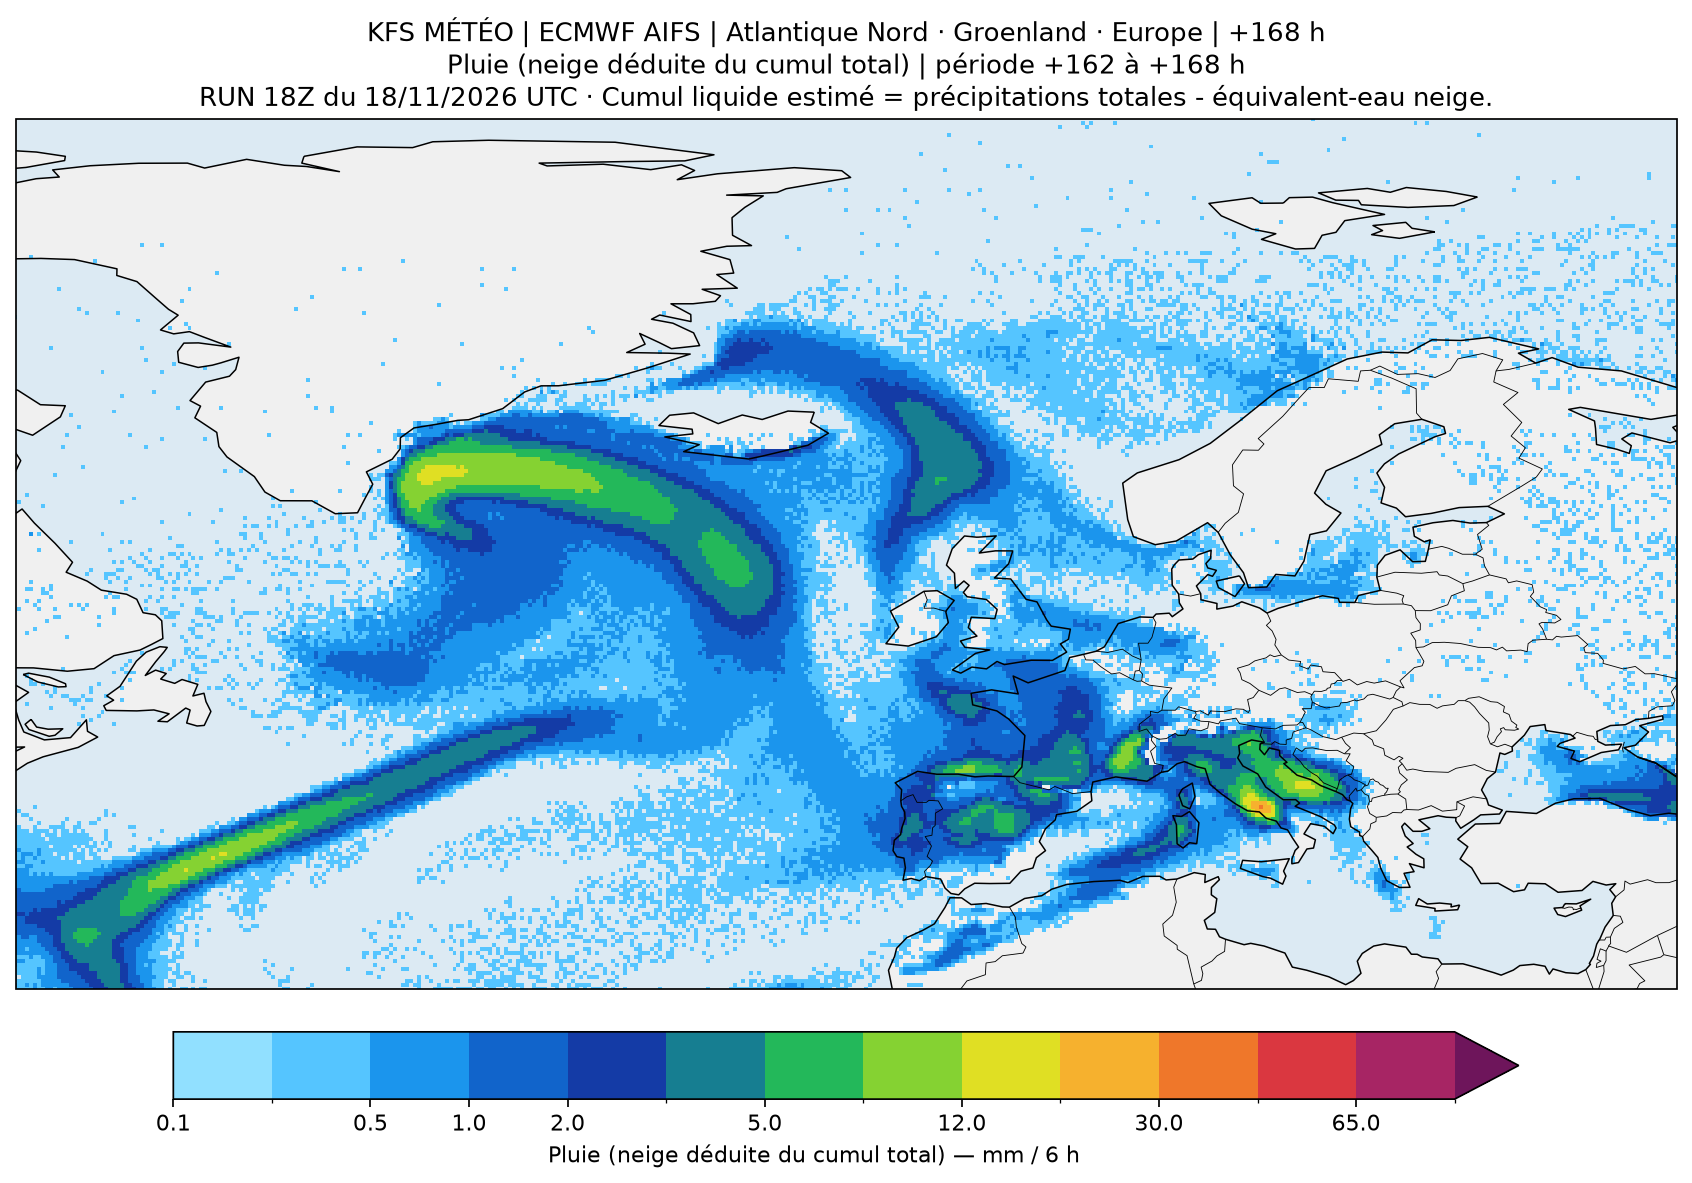 KFS MÉTÉO | ECMWF AIFS | Atlantique Nord · Groenland · Europe | +168 h
Pluie (neige déduite du cumul total) | période +162 à +168 h
RUN 18Z du 18/11/2026 UTC · Cumul liquide estimé = précipitations totales - équivalent-eau neige.
0.1 0.5 1.0 2.0 5.0 12.0 30.0 65.0
Pluie (neige déduite du cumul total) — mm / 6 h